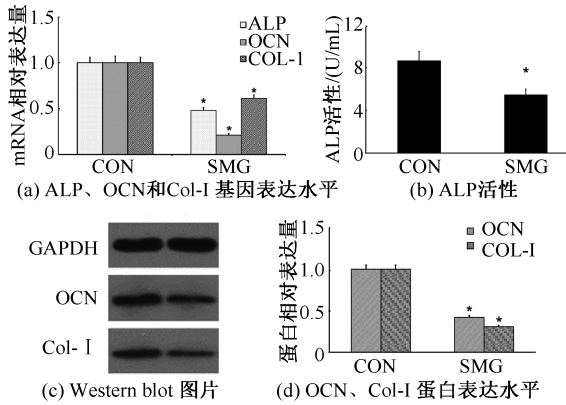 mRNA相对表达量
1.5
1.0
0.5
0
ALP
OCN
COL-1
*
*
*
CON
SMG
(a) ALP、OCN和Col-I 基因表达水平
ALP活性/(U/mL)
12
8
4
0
*
CON
SMG
(b) ALP活性
GAPDH
OCN
Col-Ⅰ
(c) Western blot 图片
蛋白相对表达量
1.5
1.0
0.5
0
OCN
COL-I
*
*
CON
SMG
(d) OCN、Col-I 蛋白表达水平